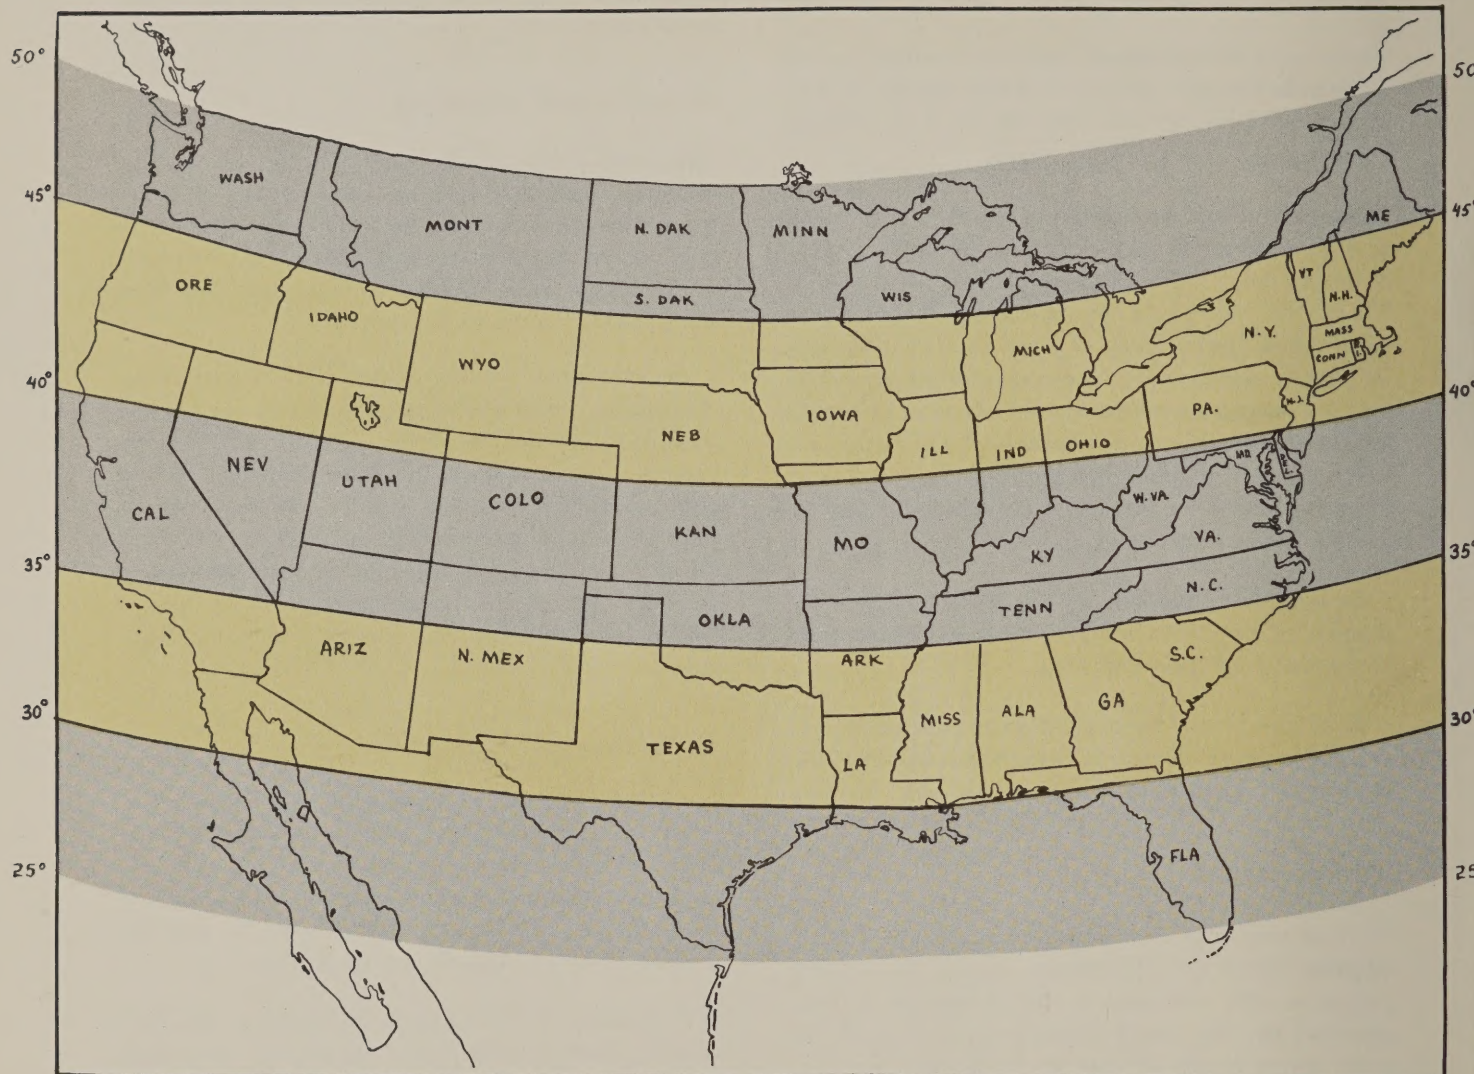 50°
50
45°
45°
40°
40°
35°
35°
30°
30°
25°
25
WASH
MONT
N. DAK
MINN
ME
ORE
IDAHO
S. DAK
WIS
VT
N.H.
WYO
MICH
N.Y.
MASS
CONN
NEB
IOWA
ILL
IND
OHIO
PA.
N.J.
NEV
UTAH
COLO
CAL
KAN
MO
KY
W.VA.
MD
VA.
OKLA
TENN
N.C.
ARIZ
N. MEX
ARK
S.C.
TEXAS
LA
MISS
ALA
GA
FLA